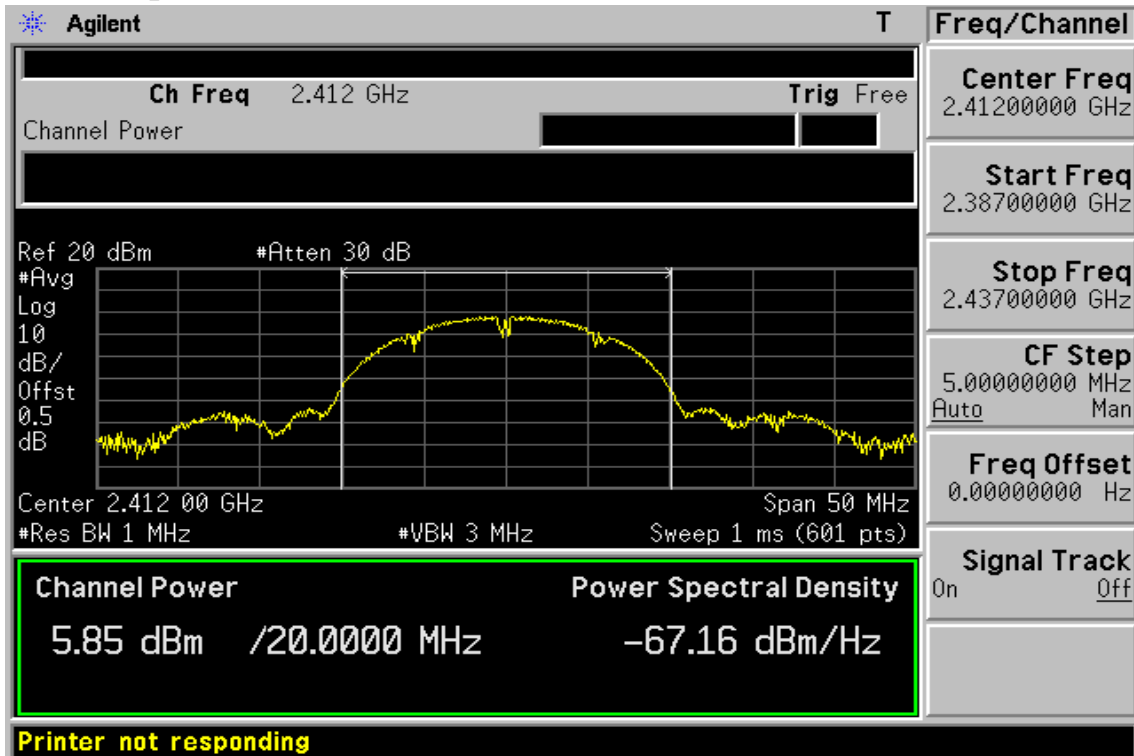 Agilent T
Ch Freq 2.412 GHz Trig Free
Channel Power
Ref 20 dBm #Atten 30 dB
#Avg
Log
10
dB/
Offst
0.5
dB
Center 2.412 00 GHz Span 50 MHz
#Res BW 1 MHz #VBW 3 MHz Sweep 1 ms (601 pts)
Channel Power Power Spectral Density
5.85 dBm /20.0000 MHz -67.16 dBm/Hz
Printer not responding
Freq/Channel
Center Freq
2.41200000 GHz
Start Freq
2.38700000 GHz
Stop Freq
2.43700000 GHz
CF Step
5.00000000 MHz
Auto Man
Freq Offset
0.00000000 Hz
Signal Track
On Off